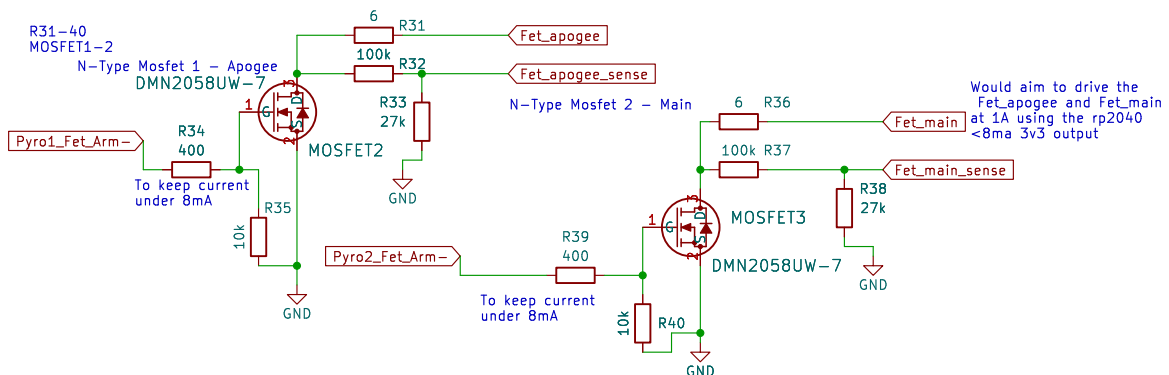 R31-40
MOSFET1-2
N-Type Mosfet 1 - Apogee
DMN2058UW-7
6
R31
Fet_apogee
100k
R32
Fet_apogee_sense
3
D
1
G
S
2
MOSFET2
R33
27k
GND
Pyro1_Fet_Arm-
R34
400
To keep current
under 8mA
R35
10k
GND
N-Type Mosfet 2 - Main
Would aim to drive the
Fet_apogee and Fet_main
at 1A using the rp2040
<8ma 3v3 output
6
R36
Fet_main
100k
R37
Fet_main_sense
3
D
1
G
S
2
MOSFET3
DMN2058UW-7
R38
27k
GND
Pyro2_Fet_Arm-
R39
400
To keep current
under 8mA
10k
R40
GND